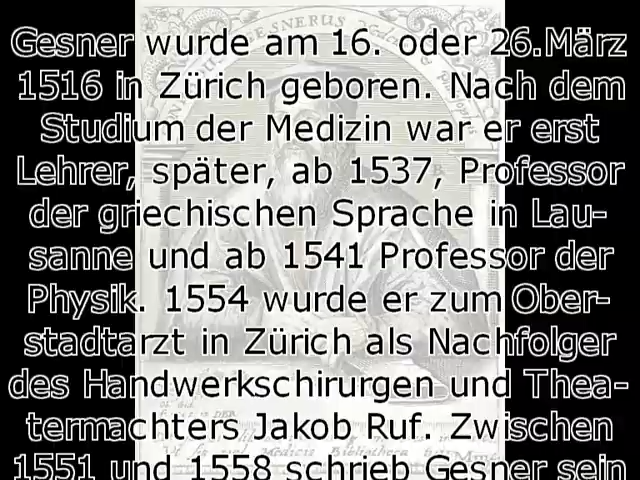 Gesner wurde am 16. oder 26.März
1516 in Zürich geboren. Nach dem
Studium der Medizin war er erst
Lehrer, später, ab 1537, Professor
der griechischen Sprache in Lau-
sanne und ab 1541 Professor der
Physik. 1554 wurde er zum Ober-
stadtarzt in Zürich als Nachfolger
des Handwerkschirurgen und Thea-
termachters Jakob Ruf. Zwischen
1551 und 1558 schrieb Gesner sein